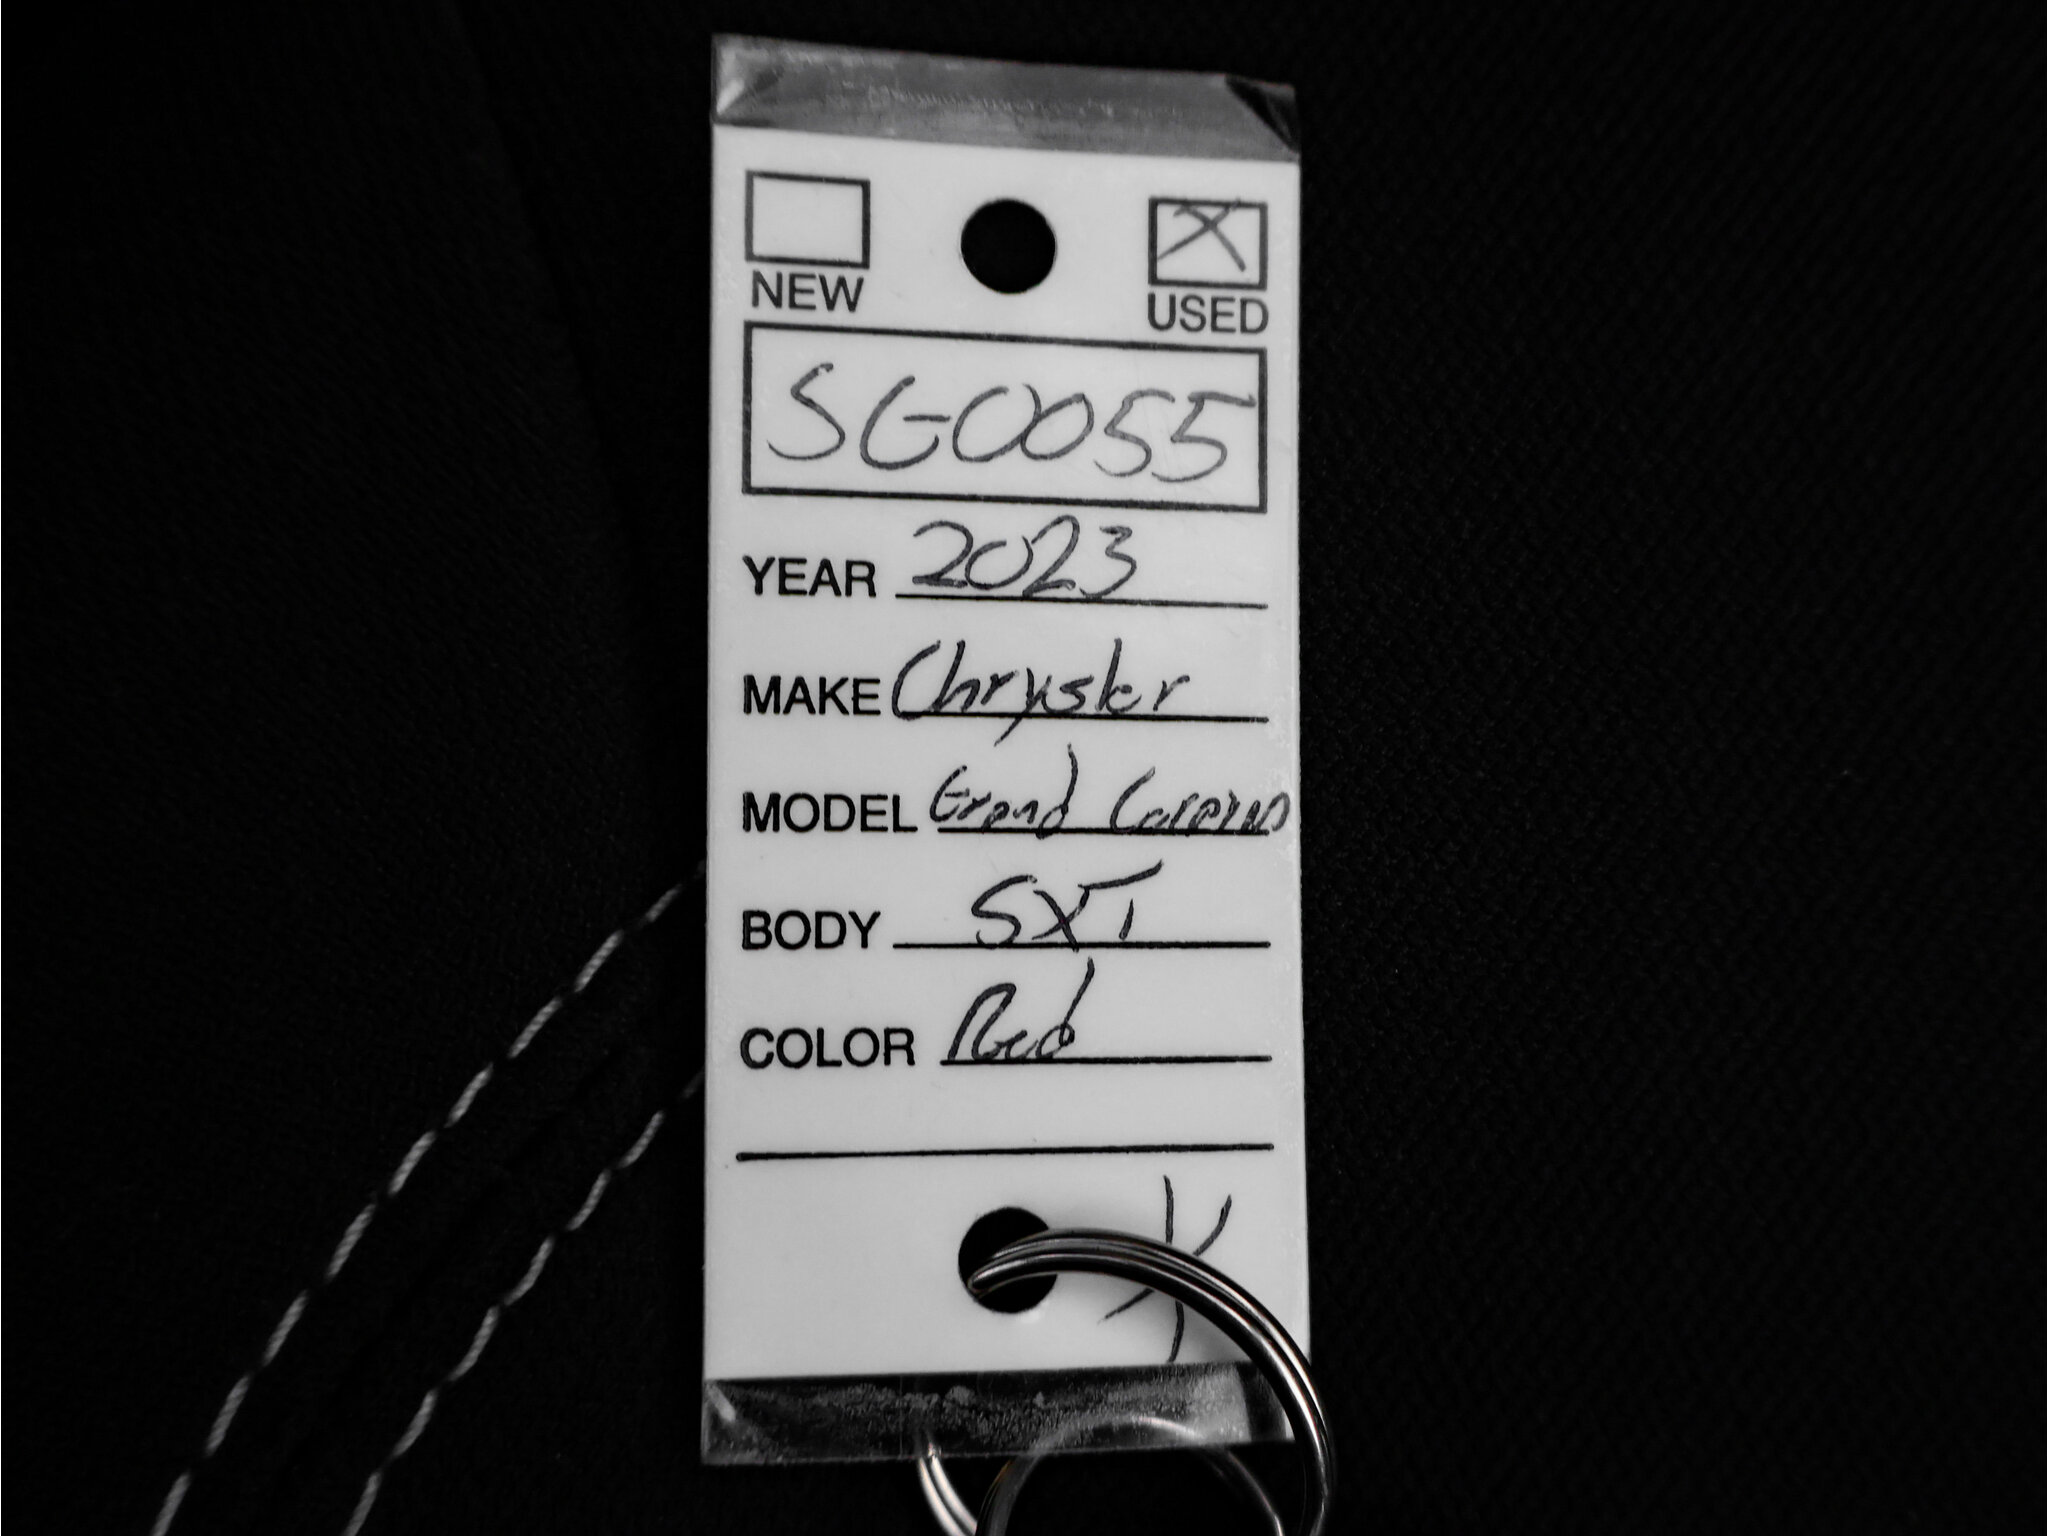 NEW
X
USED
SG0055
YEAR 2023
MAKE Chrysler
MODEL Grand Caravan
BODY SXT
COLOR Red